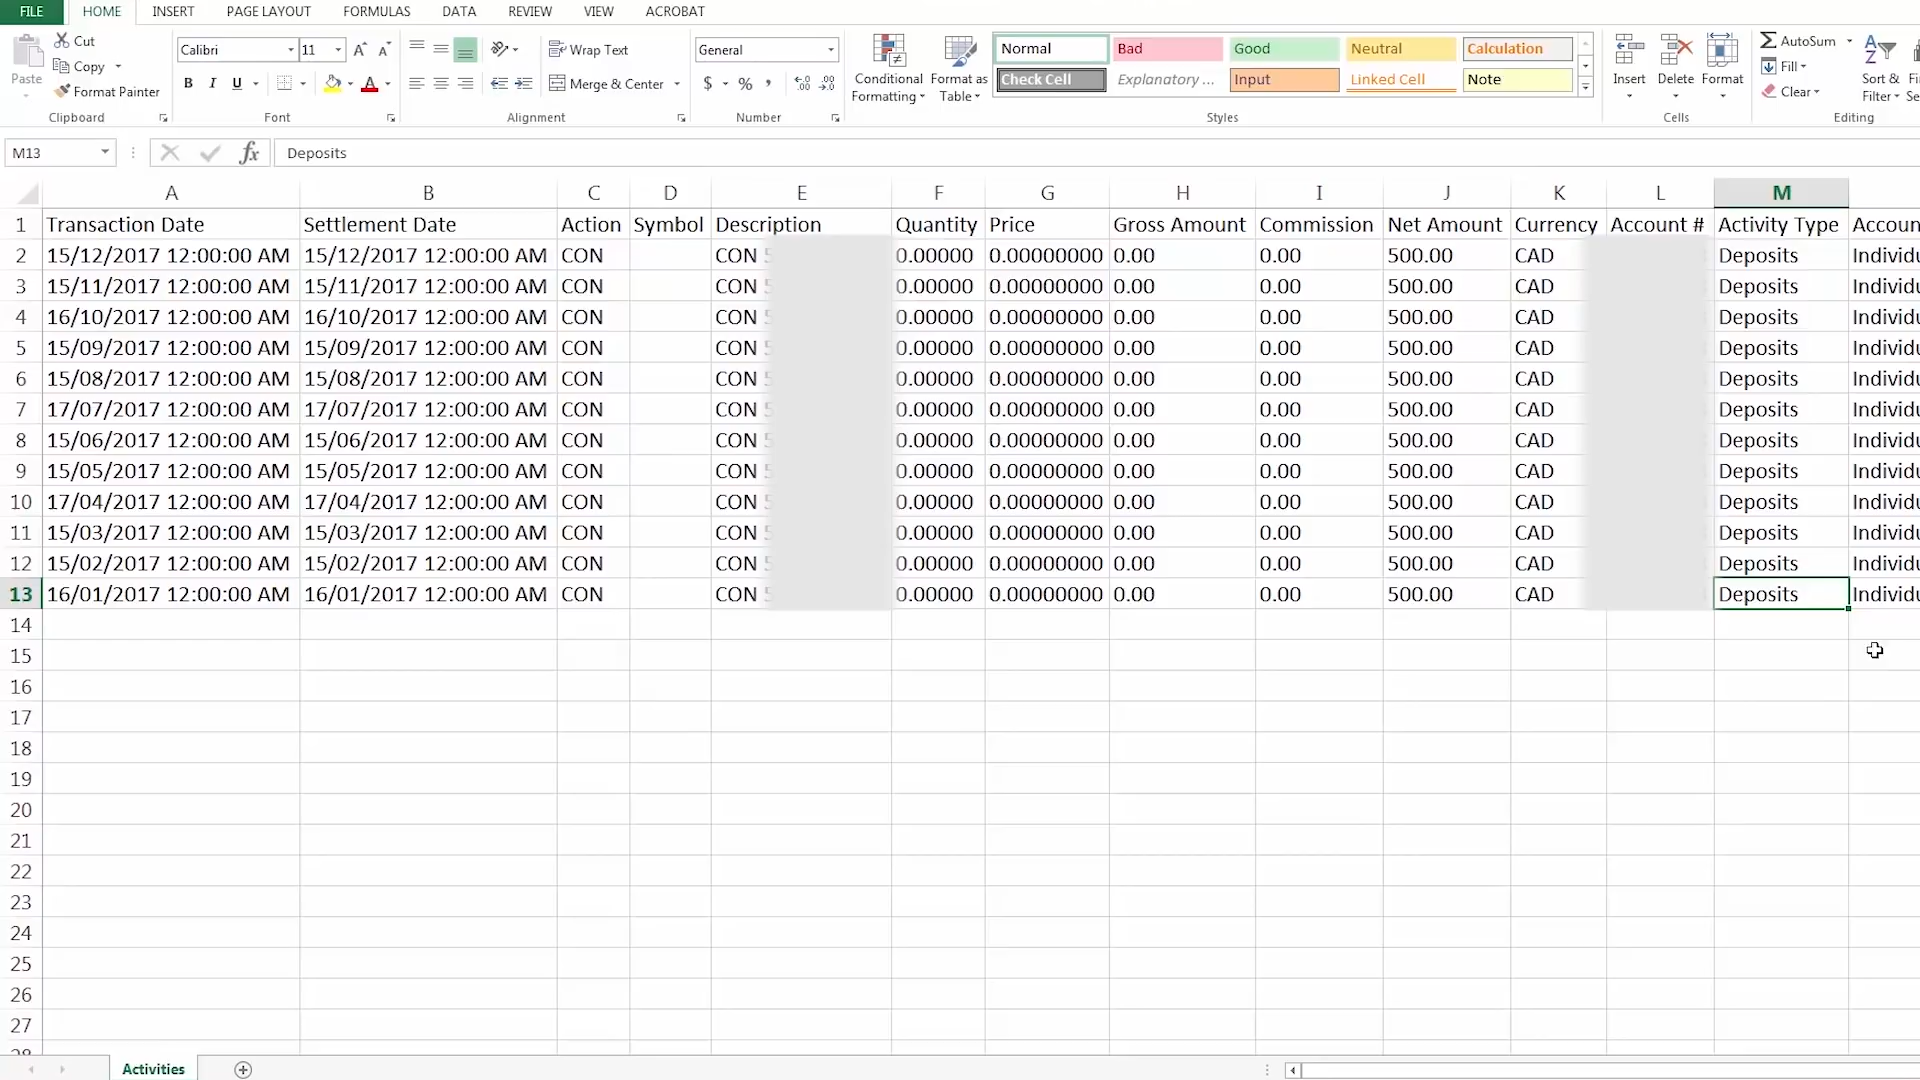 FILE HOME INSERT PAGE LAYOUT FORMULAS DATA REVIEW VIEW ACROBAT
Paste
Cut
Copy
Format Painter
Clipboard
Calibri 11 A A
B I U A
Font
Wrap Text
Merge & Center
Alignment
General
$ % ,
Number
Conditional Formatting
Format as Table
Normal Bad Good Neutral Calculation
Check Cell Explanatory ... Input Linked Cell Note
Styles
Insert Delete Format
Cells
AutoSum
Fill
Clear
Sort &
Filter
Editing
M13 fx Deposits
A B C D E F G H I J K L M
1 Transaction Date Settlement Date Action Symbol Description Quantity Price Gross Amount Commission Net Amount Currency Account # Activity Type
2 15/12/2017 12:00:00 AM 15/12/2017 12:00:00 AM CON CON 0.00000 0.00000000 0.00 0.00 500.00 CAD Deposits
3 15/11/2017 12:00:00 AM 15/11/2017 12:00:00 AM CON CON 0.00000 0.00000000 0.00 0.00 500.00 CAD Deposits
4 16/10/2017 12:00:00 AM 16/10/2017 12:00:00 AM CON CON 0.00000 0.00000000 0.00 0.00 500.00 CAD Deposits
5 15/09/2017 12:00:00 AM 15/09/2017 12:00:00 AM CON CON 0.00000 0.00000000 0.00 0.00 500.00 CAD Deposits
6 15/08/2017 12:00:00 AM 15/08/2017 12:00:00 AM CON CON 0.00000 0.00000000 0.00 0.00 500.00 CAD Deposits
7 17/07/2017 12:00:00 AM 17/07/2017 12:00:00 AM CON CON 0.00000 0.00000000 0.00 0.00 500.00 CAD Deposits
8 15/06/2017 12:00:00 AM 15/06/2017 12:00:00 AM CON CON 0.00000 0.00000000 0.00 0.00 500.00 CAD Deposits
9 15/05/2017 12:00:00 AM 15/05/2017 12:00:00 AM CON CON 0.00000 0.00000000 0.00 0.00 500.00 CAD Deposits
10 17/04/2017 12:00:00 AM 17/04/2017 12:00:00 AM CON CON 0.00000 0.00000000 0.00 0.00 500.00 CAD Deposits
11 15/03/2017 12:00:00 AM 15/03/2017 12:00:00 AM CON CON 0.00000 0.00000000 0.00 0.00 500.00 CAD Deposits
12 15/02/2017 12:00:00 AM 15/02/2017 12:00:00 AM CON CON 0.00000 0.00000000 0.00 0.00 500.00 CAD Deposits
13 16/01/2017 12:00:00 AM 16/01/2017 12:00:00 AM CON CON 0.00000 0.00000000 0.00 0.00 500.00 CAD Deposits
14
15
16
17
18
19
20
21
22
23
24
25
26
27
Activities